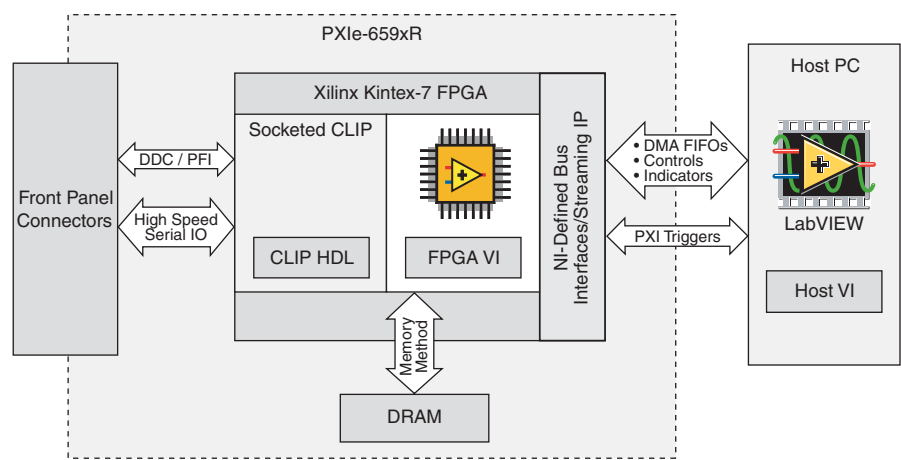 PXIe-659xR
Host PC
Xilinx Kintex-7 FPGA
Socketed CLIP
DDC / PFI
Front Panel
Connectors
High Speed
Serial IO
CLIP HDL
FPGA VI
NI-Defined Bus
Interfaces/Streaming IP
• DMA FIFOs
• Controls
• Indicators
PXI Triggers
LabVIEW
Host VI
Memory
Method
DRAM